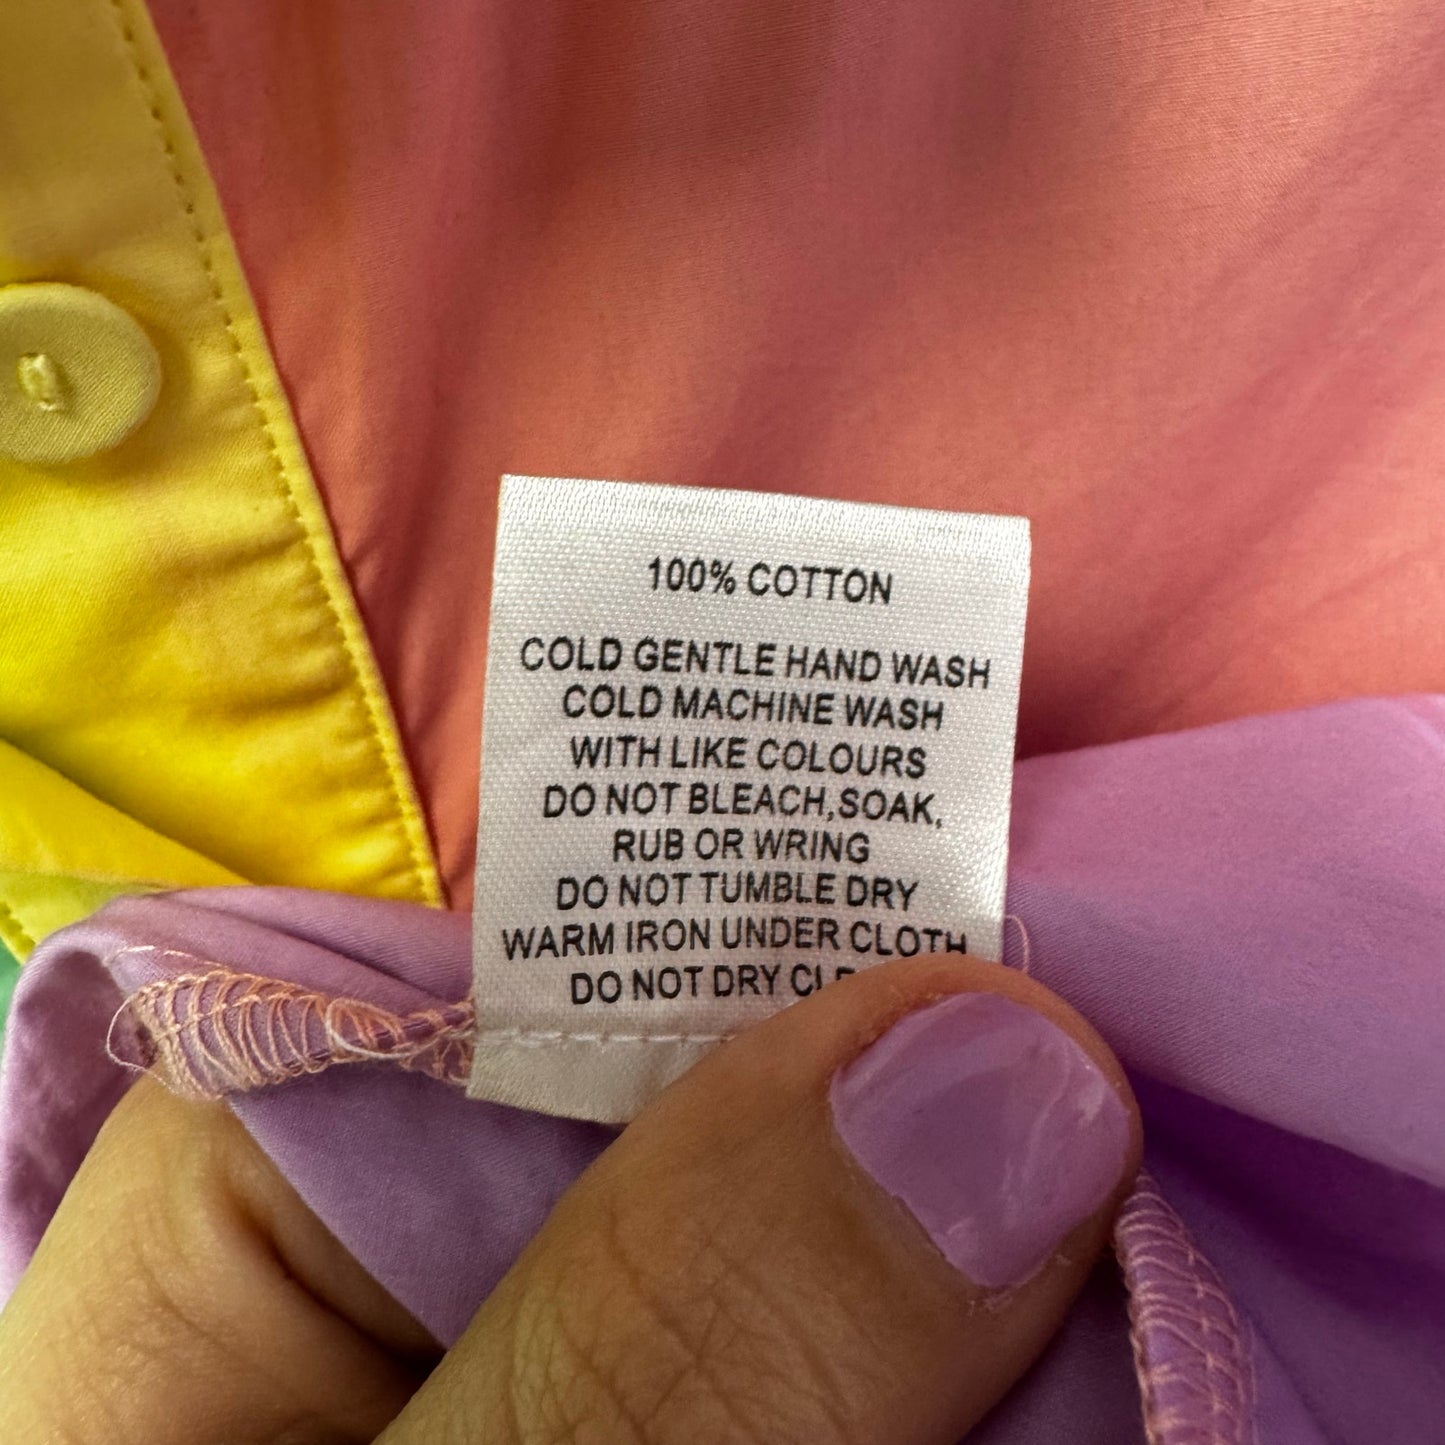 100% COTTON
COLD GENTLE HAND WASH
COLD MACHINE WASH
WITH LIKE COLOURS
DO NOT BLEACH,SOAK,
RUB OR WRING
DO NOT TUMBLE DRY
WARM IRON UNDER CLOTH
DO NOT DRY